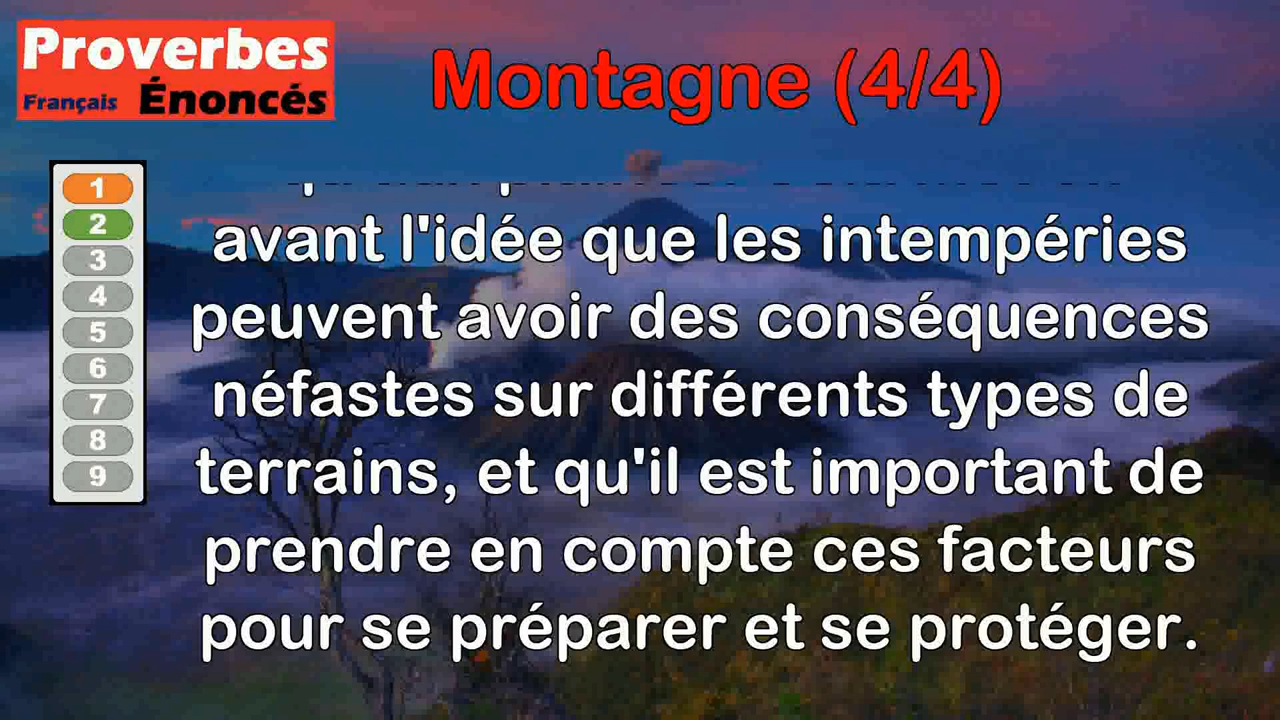 Proverbes
Français Énoncés
Montagne (4/4)
1
2
3
4
5
6
7
8
9
avant l'idée que les intempéries
peuvent avoir des conséquences
néfastes sur différents types de
terrains, et qu'il est important de
prendre en compte ces facteurs
pour se préparer et se protéger.